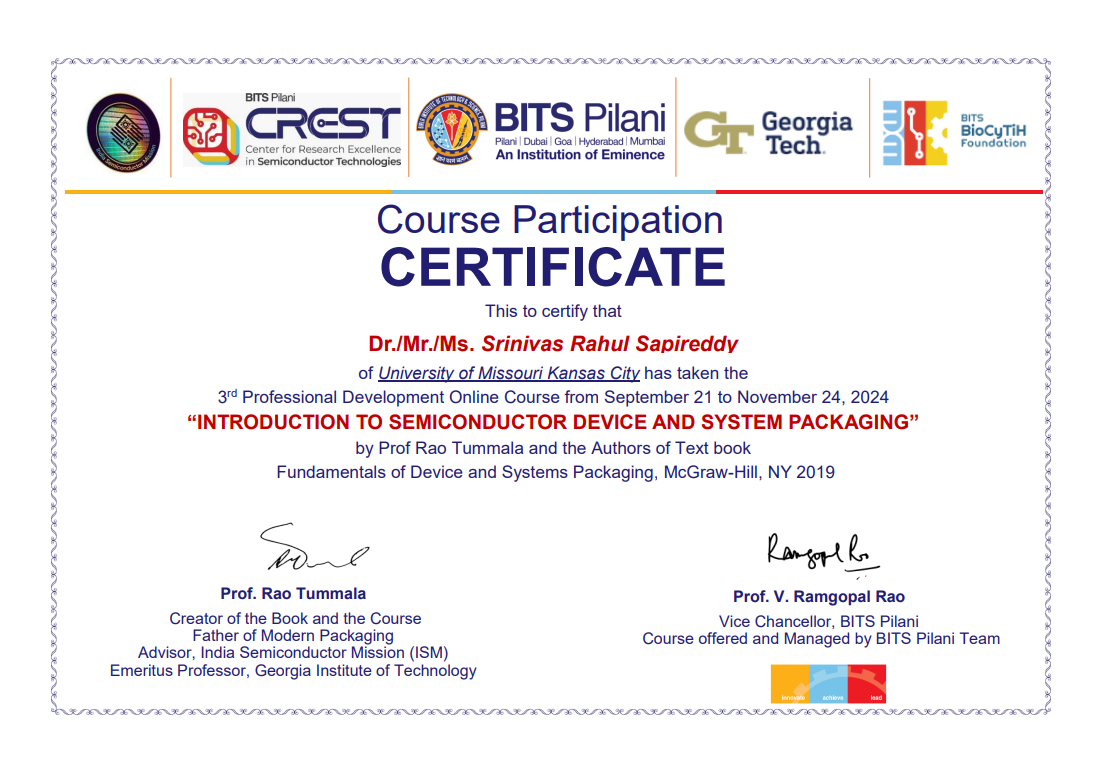 India Semiconductor Mission
BITS Pilani
CREST
Center for Research Excellence
in Semiconductor Technologies
BITS Pilani
Pilani | Dubai | Goa | Hyderabad | Mumbai
An Institution of Eminence
GT
Georgia
Tech
BITS
BioCyTiH
Foundation
Course Participation
CERTIFICATE
This to certify that
Dr./Mr./Ms. Srinivas Rahul Sapireddy
of University of Missouri Kansas City has taken the
3rd Professional Development Online Course from September 21 to November 24, 2024
“INTRODUCTION TO SEMICONDUCTOR DEVICE AND SYSTEM PACKAGING”
by Prof Rao Tummala and the Authors of Text book
Fundamentals of Device and Systems Packaging, McGraw-Hill, NY 2019
Ramgopal Rao
Prof. Rao Tummala
Creator of the Book and the Course
Father of Modern Packaging
Advisor, India Semiconductor Mission (ISM)
Emeritus Professor, Georgia Institute of Technology
Prof. V. Ramgopal Rao
Vice Chancellor, BITS Pilani
Course offered and Managed by BITS Pilani Team
innovate achieve lead